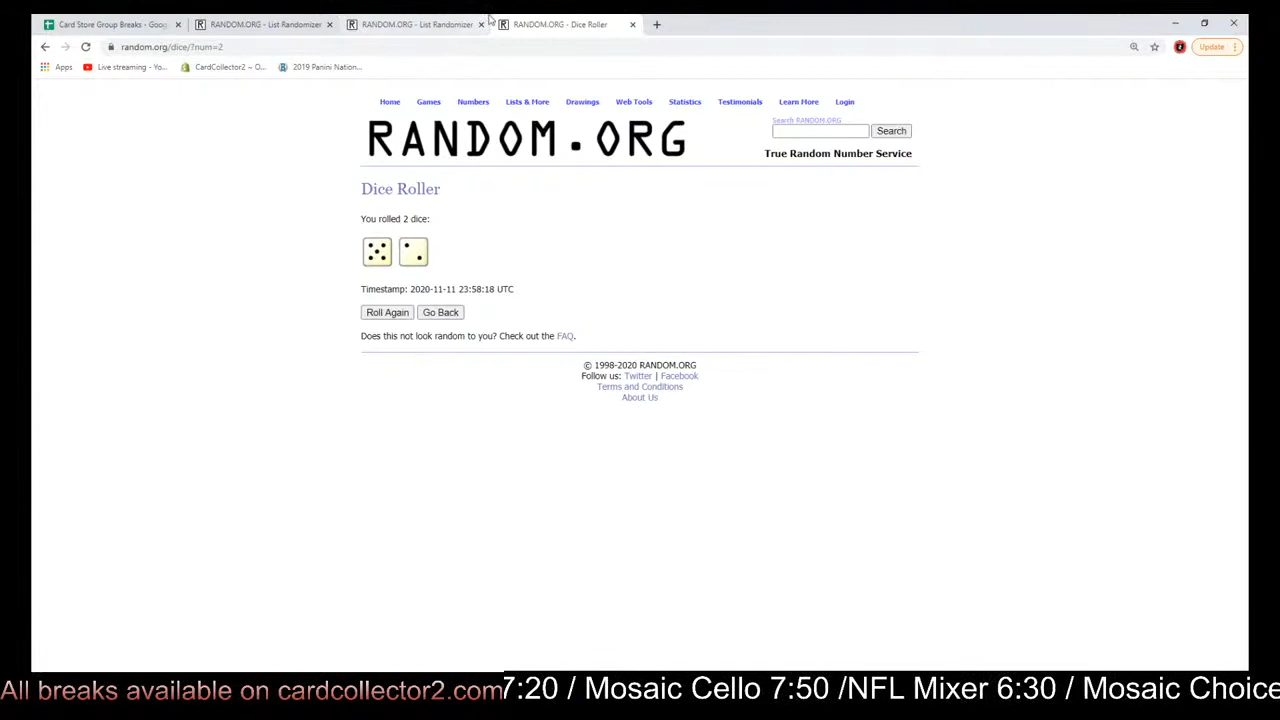 Card Store Group Breaks - Goog
RANDOM.ORG - List Randomizer
RANDOM.ORG - List Randomizer
RANDOM.ORG - Dice Roller
random.org/dice/?num=2
Update
Apps
Live streaming - Yo...
CardCollector2 – O...
2019 Panini Nation...
Home Games Numbers Lists & More Drawings Web Tools Statistics Testimonials Learn More Login
RANDOM.ORG
Search RANDOM.ORG
Search
True Random Number Service
Dice Roller
You rolled 2 dice:
Timestamp: 2020-11-11 23:58:18 UTC
Roll Again Go Back
Does this not look random to you? Check out the FAQ.
© 1998-2020 RANDOM.ORG
Follow us: Twitter | Facebook
Terms and Conditions
About Us
All breaks available on cardcollector2.com 7:20 / Mosaic Cello 7:50 /NFL Mixer 6:30 / Mosaic Choice